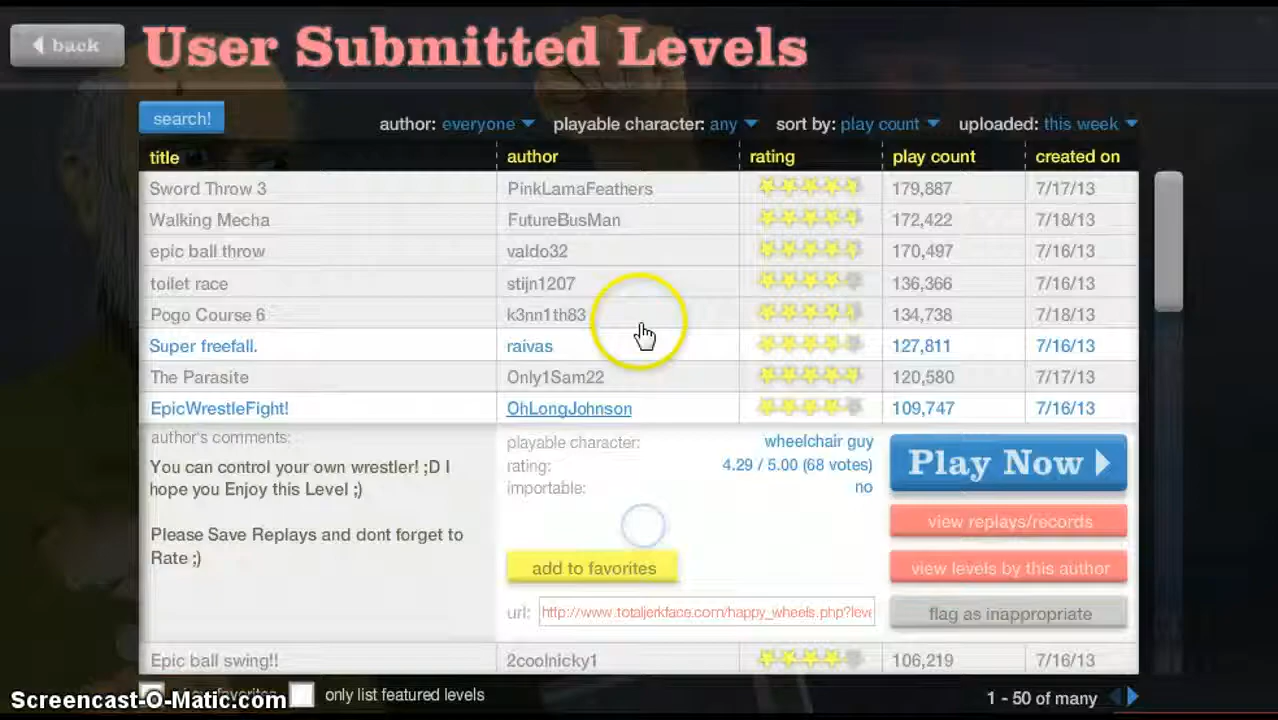 back
User Submitted Levels
search!
author: everyone playable character: any sort by: play count uploaded: this week
title author rating play count created on
Sword Throw 3 PinkLamaFeathers 179,887 7/17/13
Walking Mecha FutureBusMan 172,422 7/18/13
epic ball throw valdo32 170,497 7/16/13
toilet race stijn1207 136,366 7/16/13
Pogo Course 6 k3nn1th83 134,738 7/18/13
Super freefall. raivas 127,811 7/16/13
The Parasite Only1Sam22 120,580 7/17/13
EpicWrestleFight! OhLongJohnson 109,747 7/16/13
author's comments:
You can control your own wrestler! ;D I
hope you Enjoy this Level ;)
Please Save Replays and dont forget to
Rate ;)
playable character: wheelchair guy
rating: 4.29 / 5.00 (68 votes)
importable: no
add to favorites
url: http://www.totaljerkface.com/happy_wheels.php?leve
Play Now
view replays/records
view levels by this author
flag as inappropriate
Epic ball swing!! 2coolnicky1 106,219 7/16/13
only list featured levels
1 - 50 of many
Screencast-O-Matic.com